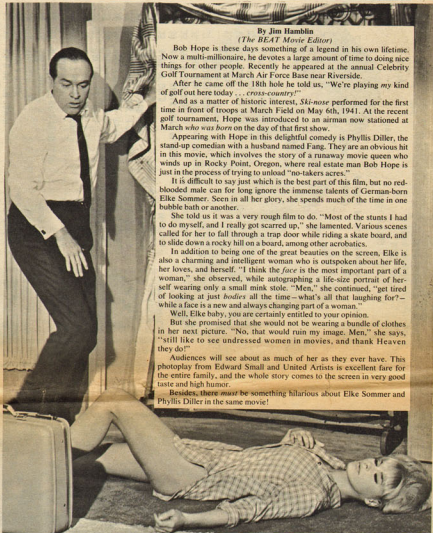 By Jim Hamblin
(The BEAT Movie Editor)
Bob Hope is these days something of a legend in his own lifetime.
Now a multi-millionaire, he devotes a large amount of time to doing nice
things for other people. Recently he appeared at the annual Celebrity
Golf Tournament at March Air Force Base near Riverside.
After he came off the 18th hole he told us, "We're playing my kind
of golf out here today . . . cross-country!"
And as a matter of historic interest, Ski-nose performed for the first
time in front of troops at March Field on May 6th, 1941. At the recent
golf tournament, Hope was introduced to an airman now stationed at
March who was born on the day of that first show.
Appearing with Hope in this delightful comedy is Phyllis Diller, the
stand-up comedian with a husband named Fang. They are an obvious hit
in this movie, which involves the story of a runaway movie queen who
winds up in Rocky Point, Oregon, where real estate man Bob Hope is
just in the process of trying to unload "no-takers acres."
It is difficult to say just which is the best part of this film, but no red-
blooded male can for long ignore the immense talents of German-born
Elke Sommer. Seen in all her glory, she spends much of the time in one
bubble bath or another.
She told us it was a very rough film to do. "Most of the stunts I had
to do myself, and I really got scarred up," she lamented. Various scenes
called for her to fall through a trap door while riding a skate board, and
to slide down a rocky hill on a board, among other acrobatics.
In addition to being one of the great beauties on the screen, Elke is
also a charming and intelligent woman who is outspoken about her life,
her loves, and herself. "I think the face is the most important part of a
woman," she observed, while autographing a life-size portrait of her-
self wearing only a small mink stole. "Men," she continued, "get tired
of looking at just bodies all the time—what's all that laughing for?—
while a face is a new and always changing part of a woman."
Well, Elke baby, you are certainly entitled to your opinion.
But she promised that she would not be wearing a bundle of clothes
in her next picture. "No, that would ruin my image. Men," she says,
"still like to see undressed women in movies, and thank Heaven
they do!"
Audiences will see about as much of her as they ever have. This
photoplay from Edward Small and United Artists is excellent fare for
the entire family, and the whole story comes to the screen in very good
taste and high humor.
Besides, there must be something hilarious about Elke Sommer and
Phyllis Diller in the same movie!